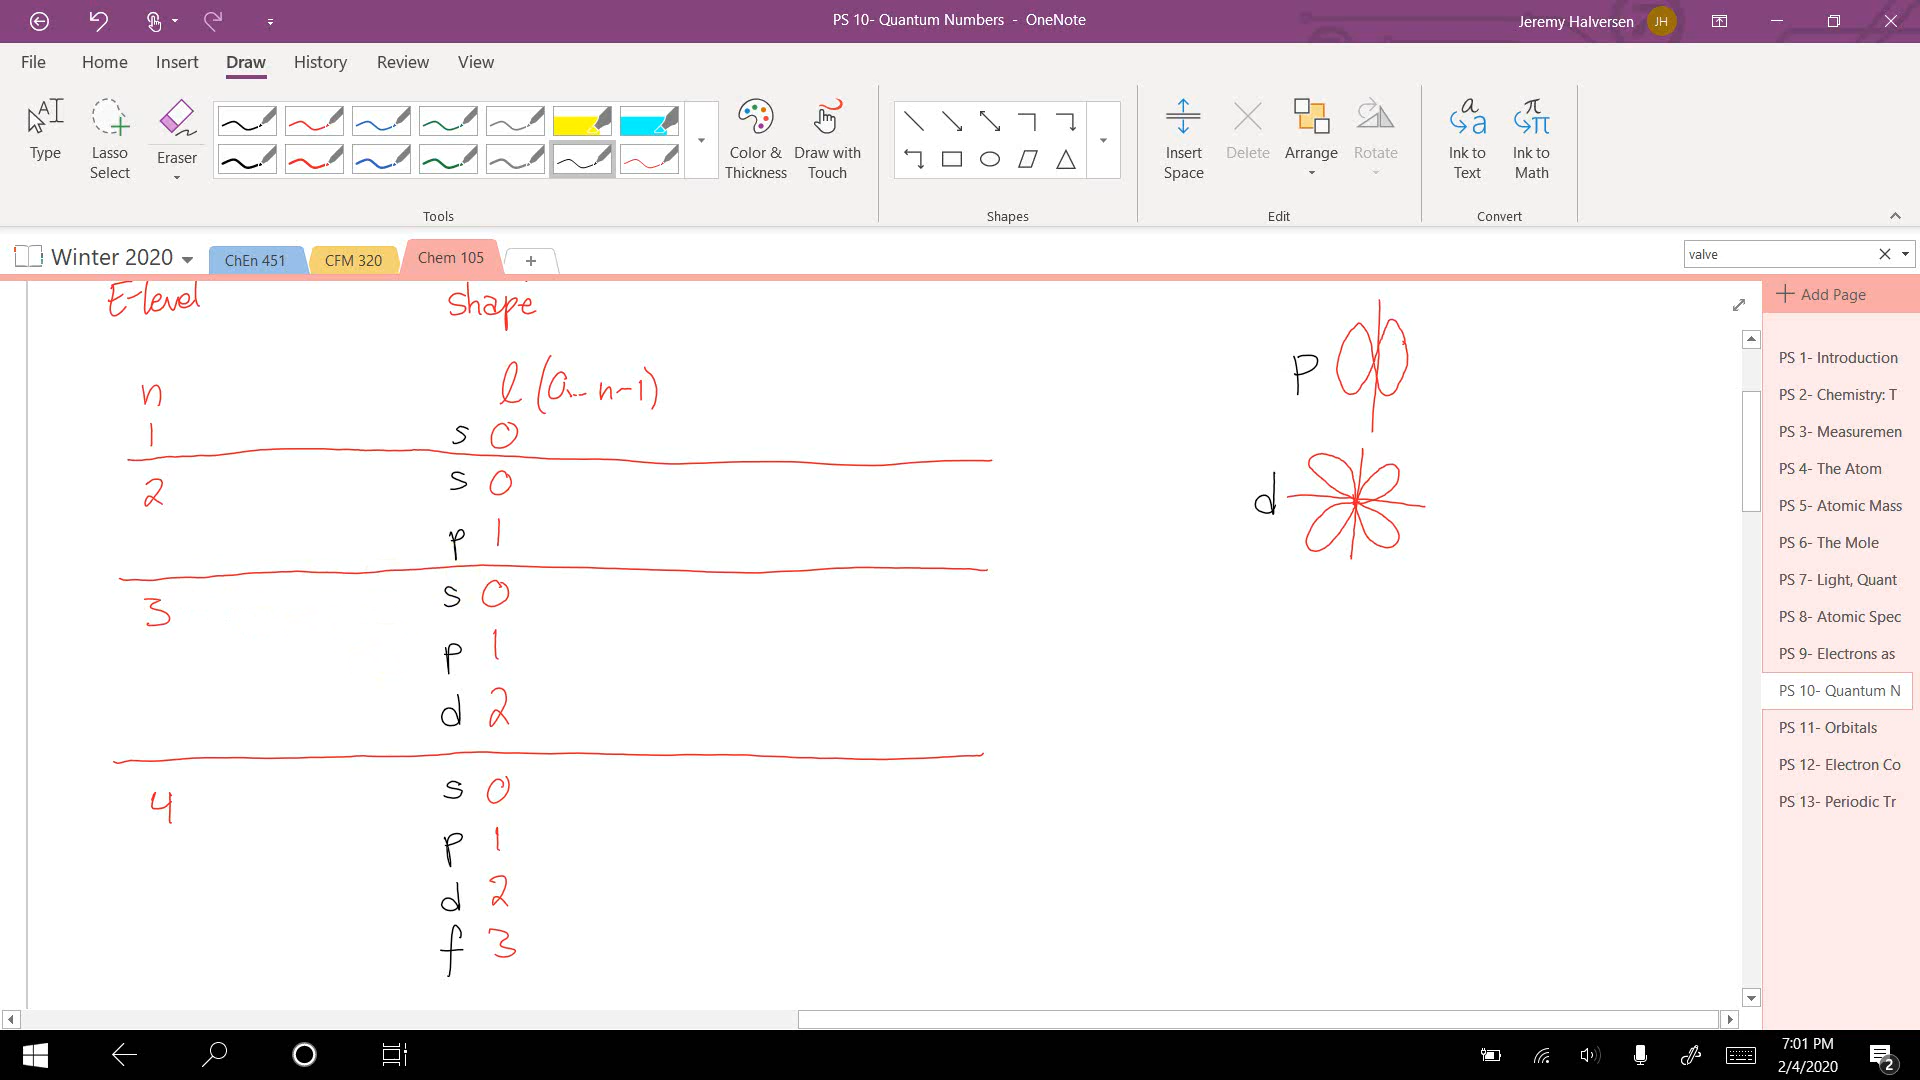 PS 10- Quantum Numbers - OneNote
Jeremy Halversen JH
File Home Insert Draw History Review View
Type
Lasso Select
Eraser
Color & Thickness
Draw with Touch
Insert Space
Delete
Arrange
Rotate
Ink to Text
Ink to Math
Tools
Shapes
Edit
Convert
Winter 2020
ChEn 451
CFM 320
Chem 105
+
valve
E-level shape
n l (0... n-1)
1 s 0
2 s 0
p 1
3 s 0
p 1
d 2
4 s 0
p 1
d 2
f 3
p
d
Add Page
PS 1- Introduction
PS 2- Chemistry: T
PS 3- Measuremen
PS 4- The Atom
PS 5- Atomic Mass
PS 6- The Mole
PS 7- Light, Quant
PS 8- Atomic Spec
PS 9- Electrons as
PS 10- Quantum N
PS 11- Orbitals
PS 12- Electron Co
PS 13- Periodic Tr
7:01 PM
2/4/2020
2